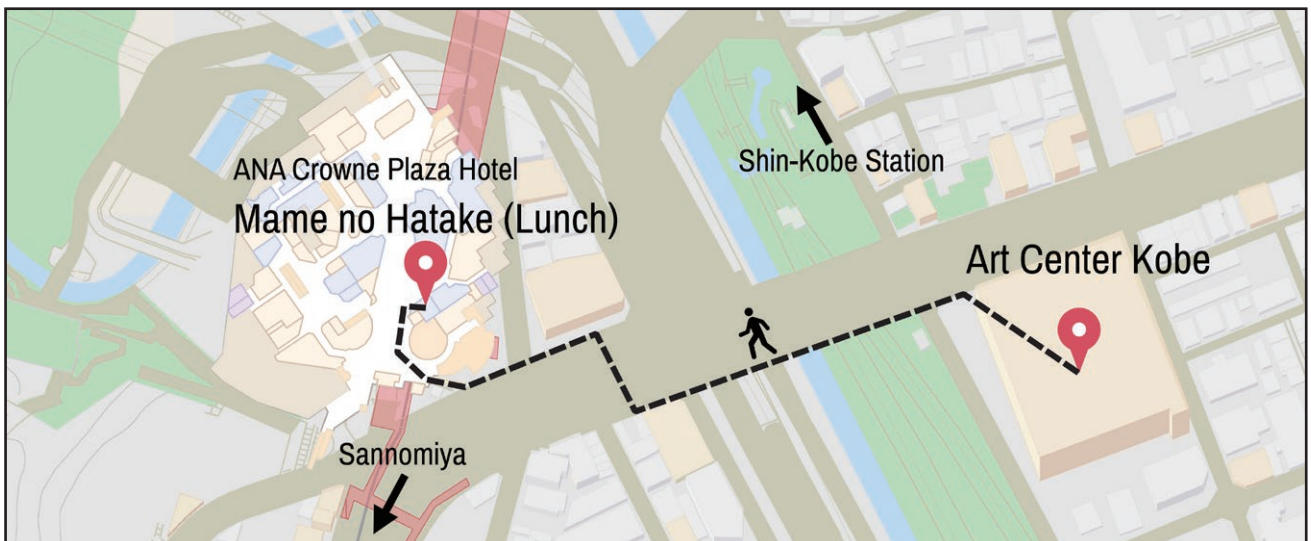 ANA Crowne Plaza Hotel
Mame no Hatake (Lunch)
Shin-Kobe Station
Art Center Kobe
Sannomiya